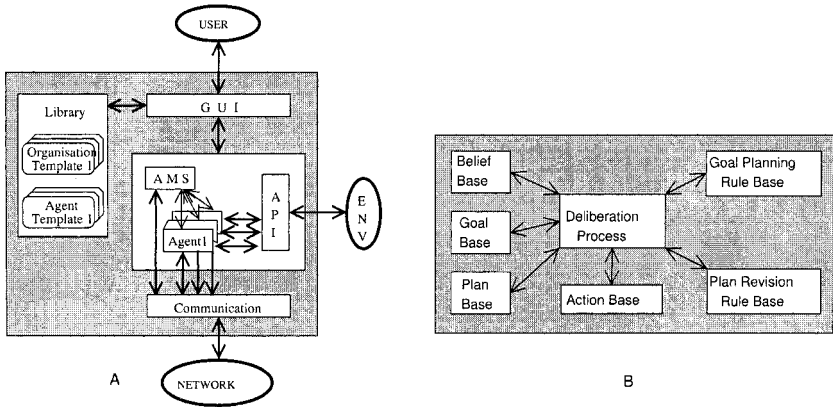 USER
G U I
Library
Organisation
Template 1
Agent
Template 1
A M S
Agent1
A
P
I
E
N
V
Communication
NETWORK
A
Belief
Base
Goal
Base
Plan
Base
Deliberation
Process
Action Base
Goal Planning
Rule Base
Plan Revision
Rule Base
B